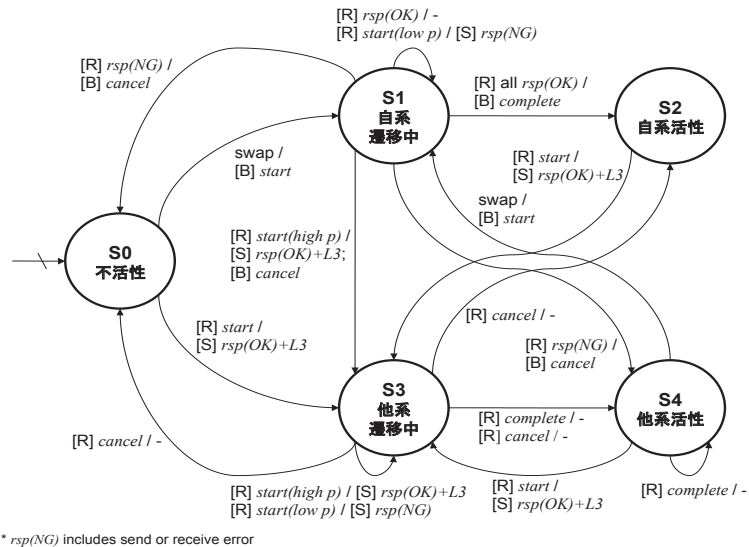 [R] rsp(OK) / -
[R] start(low p) / [S] rsp(NG)
[R] rsp(NG) /
[B] cancel
S1
自系
遷移中
[R] all rsp(OK) /
[B] complete
S2
自系活性
swap /
[B] start
[R] start /
[S] rsp(OK)+L3
swap /
[B] start
S0
不活性
[R] start(high p) /
[S] rsp(OK)+L3;
[B] cancel
[R] start /
[S] rsp(OK)+L3
[R] cancel / -
[R] rsp(NG) /
[B] cancel
S3
他系
遷移中
S4
他系活性
[R] complete / -
[R] cancel / -
[R] cancel / -
[R] start(high p) / [S] rsp(OK)+L3
[R] start(low p) / [S] rsp(NG)
[R] start /
[S] rsp(OK)+L3
[R] complete / -
* rsp(NG) includes send or receive error